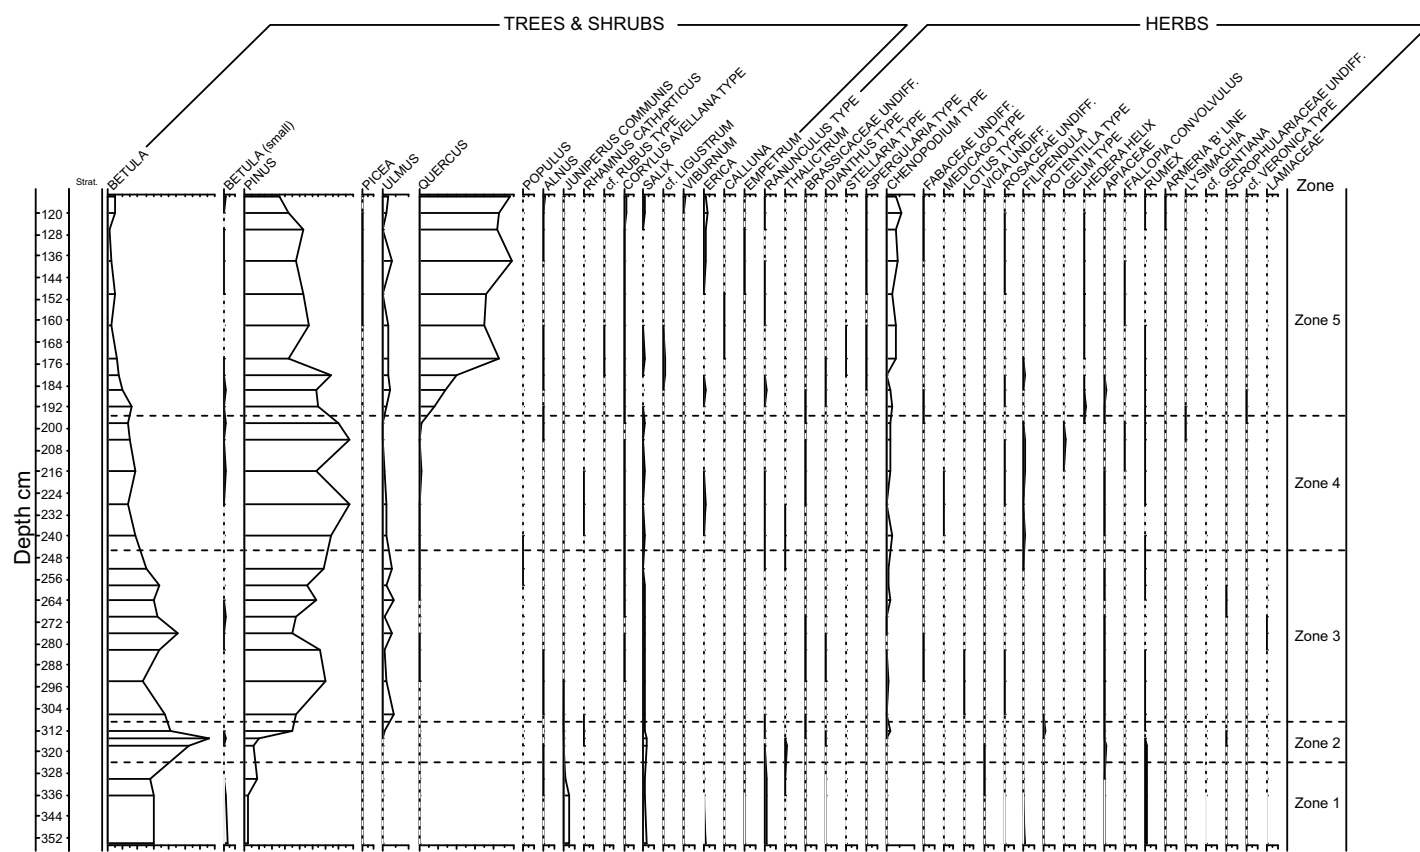 TREES & SHRUBS
HERBS
Strat.
BETULA
BETULA (small)
PINUS
PICEA
ULMUS
QUERCUS
POPULUS
ALNUS
JUNIPERUS COMMUNIS
RHAMNUS CATHARTICUS
cf. RUBUS TYPE
CORYLUS AVELLANA TYPE
SALIX
cf. LIGUSTRUM
VIBURNUM
ERICA
CALLUNA
EMPETRUM
RANUNCULUS TYPE
THALICTRUM
BRASSICACEAE UNDIFF.
DIANTHUS TYPE
STELLARIA TYPE
SPERGULARIA TYPE
CHENOPODIUM TYPE
FABACEAE UNDIFF.
MEDICAGO TYPE
LOTUS TYPE
VICIA UNDIFF.
ROSACEAE UNDIFF.
FILIPENDULA
POTENTILLA TYPE
GEUM TYPE
HEDERA HELIX
APIACEAE
FALLOPIA CONVOLVULUS
RUMEX
ARMERIA 'B' LINE
LYSIMACHIA
cf. GENTIANA
SCROPHULARIACEAE UNDIFF.
cf. VERONICA TYPE
LAMIACEAE
Zone
Depth cm
120
128
136
144
152
160
168
176
184
192
200
208
216
224
232
240
248
256
264
272
280
288
296
304
312
320
328
336
344
352
Zone 5
Zone 4
Zone 3
Zone 2
Zone 1